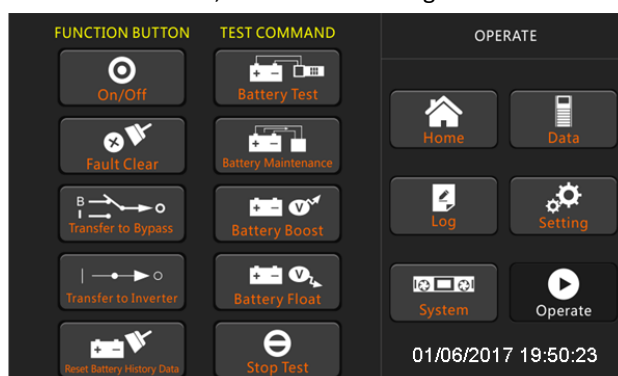 FUNCTION BUTTON TEST COMMAND OPERATE
On/Off Battery Test
Home Data
Fault Clear Battery Maintenance
B
I
Transfer to Bypass V Battery Boost
Log Setting
V
Transfer to Inverter Battery Float
System Operate
Reset Battery History Data Stop Test
01/06/2017 19:50:23